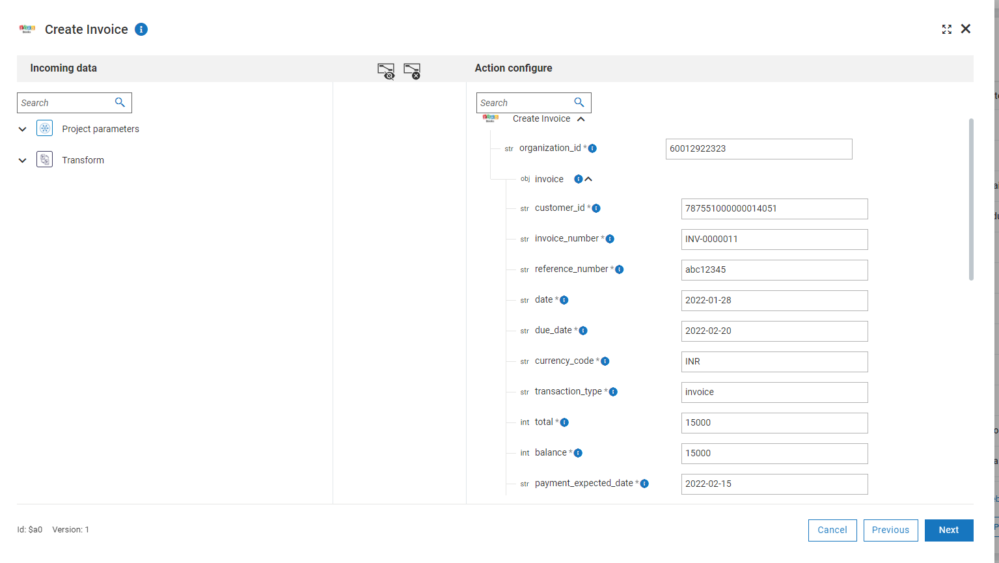 Create Invoice
Incoming data
Action configure
Search
Search
Project parameters
Transform
Create Invoice
str organization_id * 60012922323
obj invoice
str customer_id * 787551000000014051
str invoice_number * INV-0000011
str reference_number * abc12345
str date * 2022-01-28
str due_date * 2022-02-20
str currency_code * INR
str transaction_type * invoice
int total * 15000
int balance * 15000
str payment_expected_date * 2022-02-15
Id: $a0 Version: 1
Cancel Previous Next